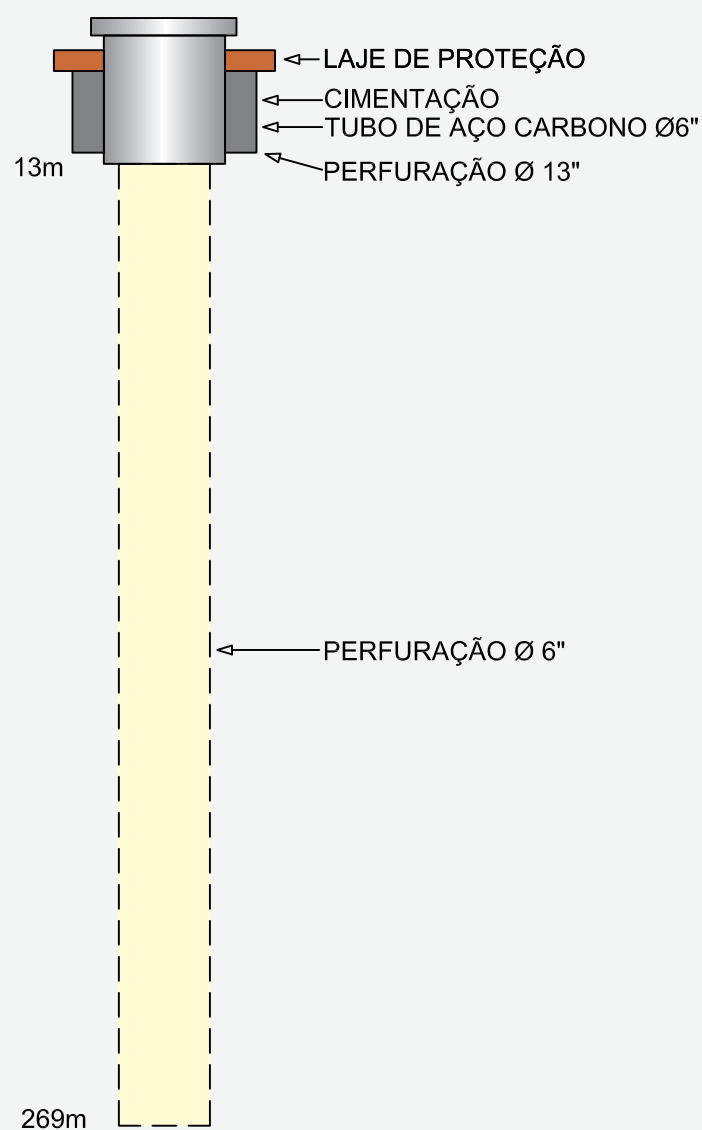 LAJE DE PROTEÇÃO
CIMENTAÇÃO
TUBO DE AÇO CARBONO Ø6"
13m
PERFURAÇÃO Ø 13"
PERFURAÇÃO Ø 6"
269m